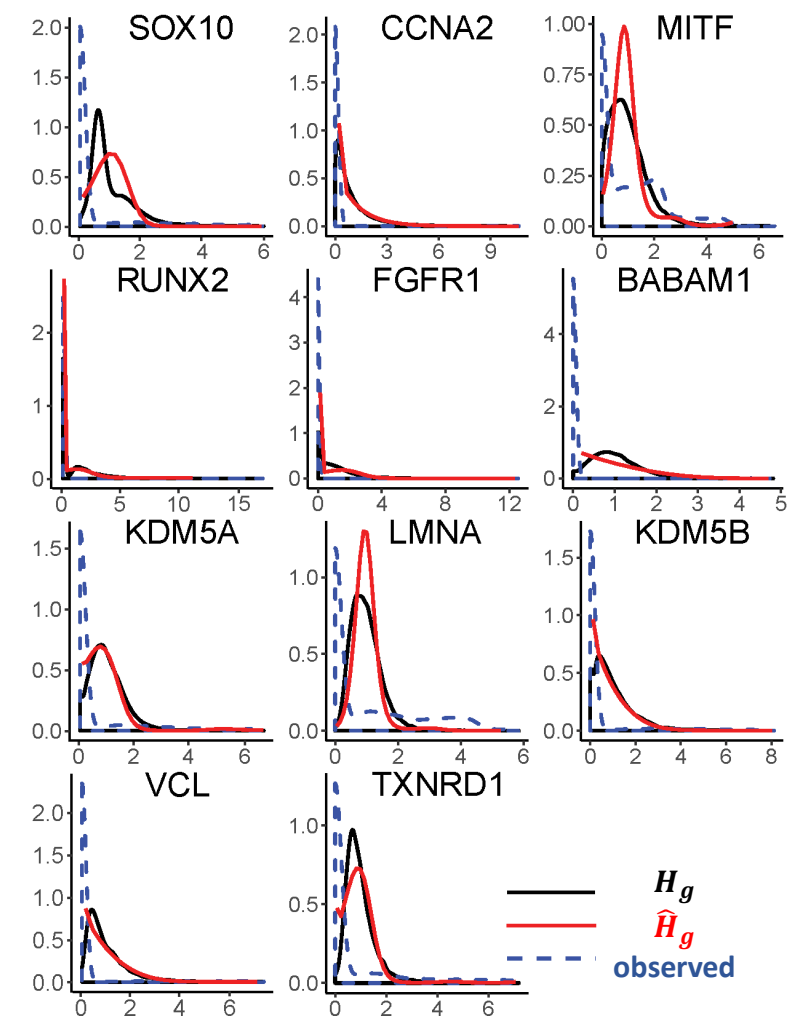 SOX10 CCNA2 MITF
2.0 2.0 1.00
1.5 1.5 0.75
1.0 1.0 0.50
0.5 0.5 0.25
0.0 0.0 0.00
0 2 4 6 0 3 6 9 0 2 4 6
RUNX2 FGFR1 BABAM1
2 4 4
1 3 2
0 2 0
1
0
0 5 10 15 0 4 8 12 0 1 2 3 4 5
KDM5A LMNA KDM5B
1.5 1.0 1.5
1.0 0.5 1.0
0.5 0.0 0.5
0.0 0.0
0 2 4 6 0 2 4 6 0 2 4 6 8
VCL TXNRD1
2.0 1.0
1.5 0.5
1.0 0.0
0.5
0.0
0 2 4 6 0 2 4 6
H_g
Ĥ_g
observed